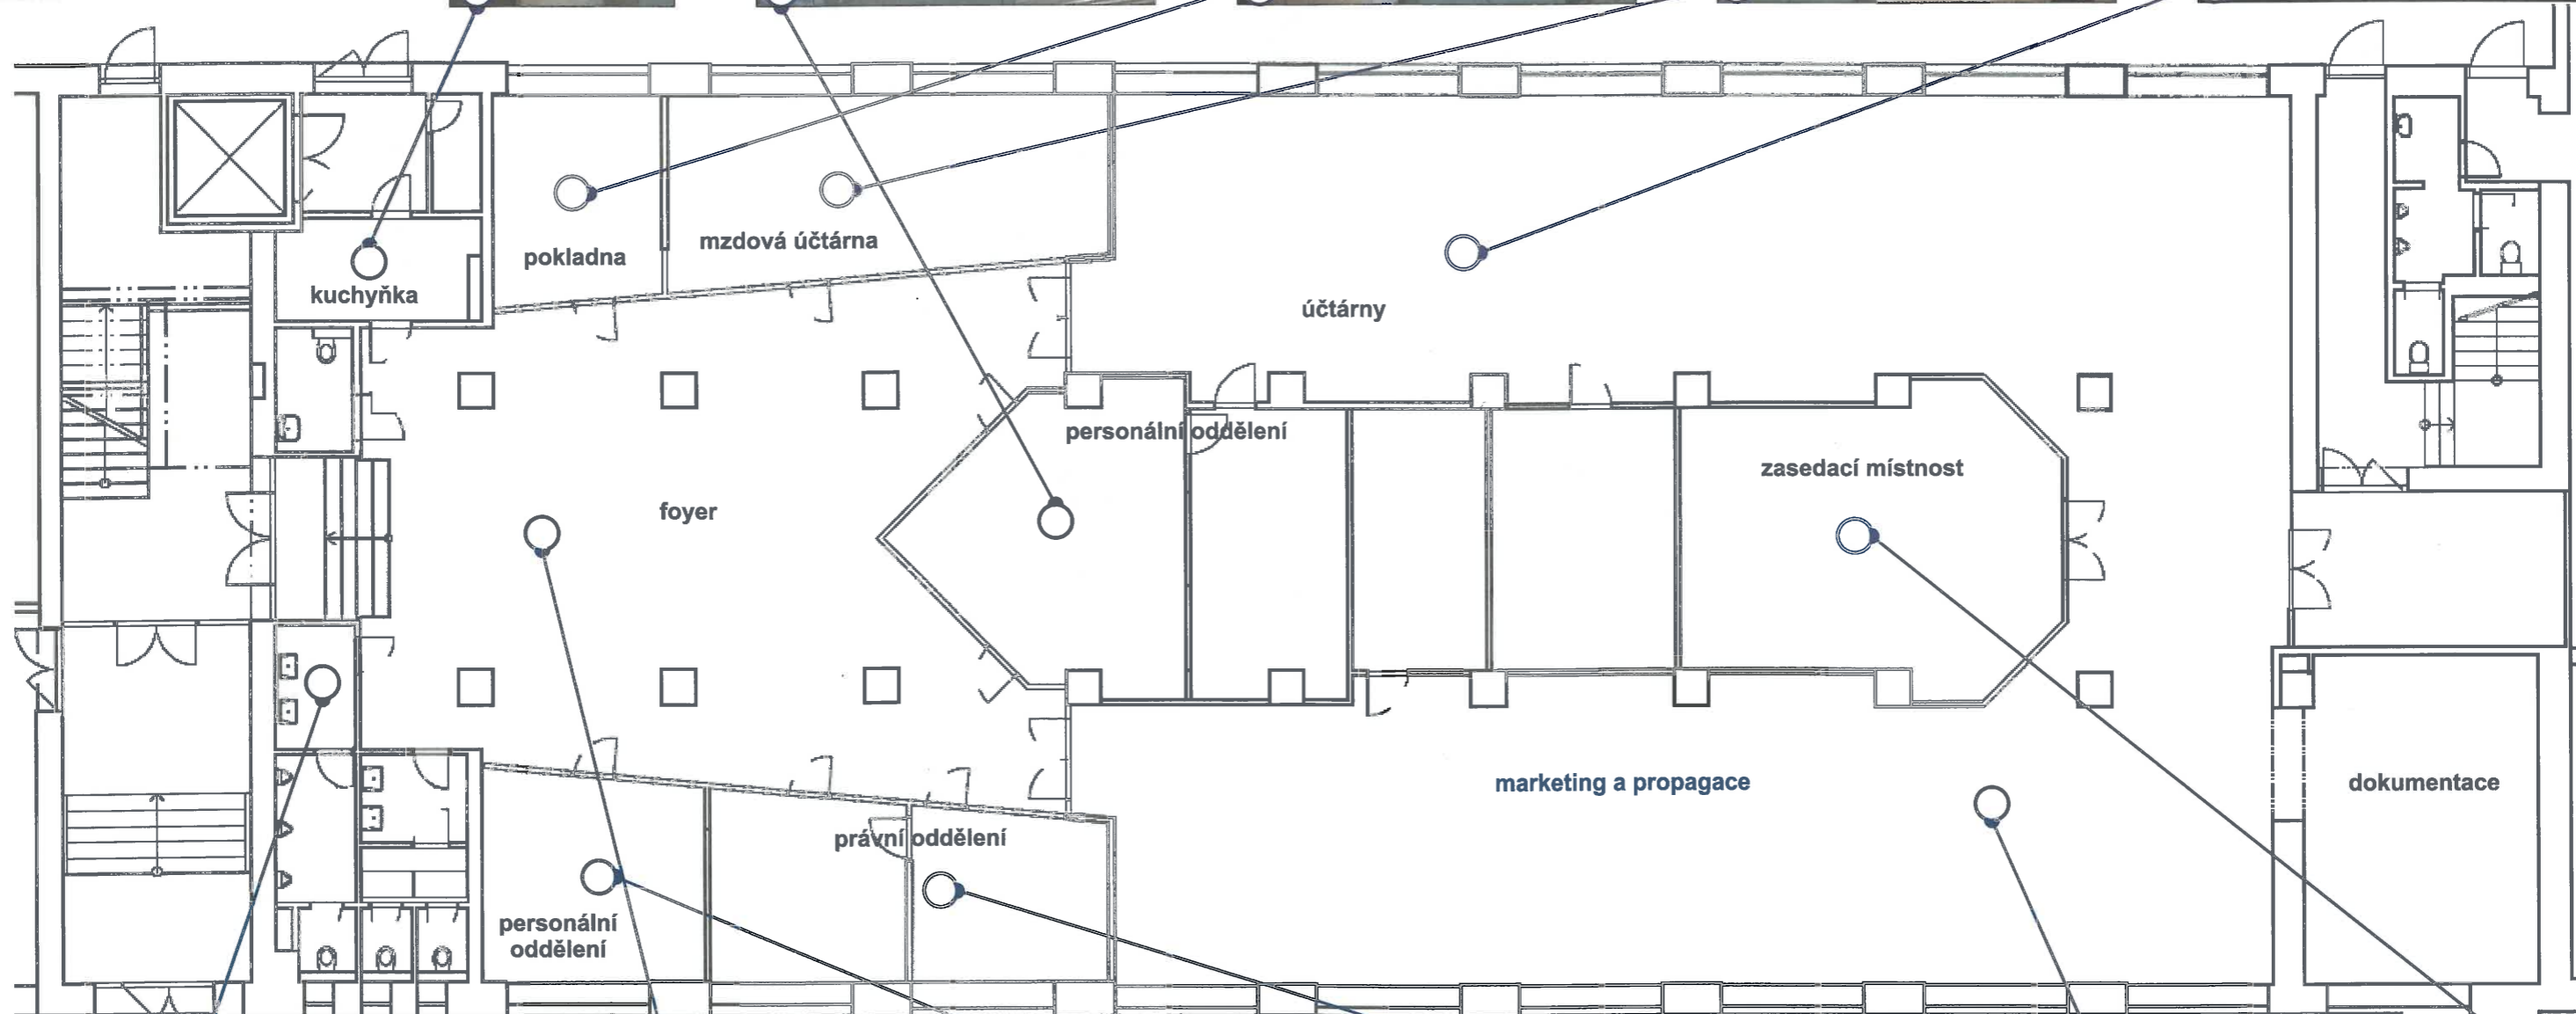 mzdová účtárna
pokladna
kuchyňka
účtárny
personální oddělení
zasedací místnost
foyer
marketing a propagace
dokumentace
právní oddělení
personální
oddělení